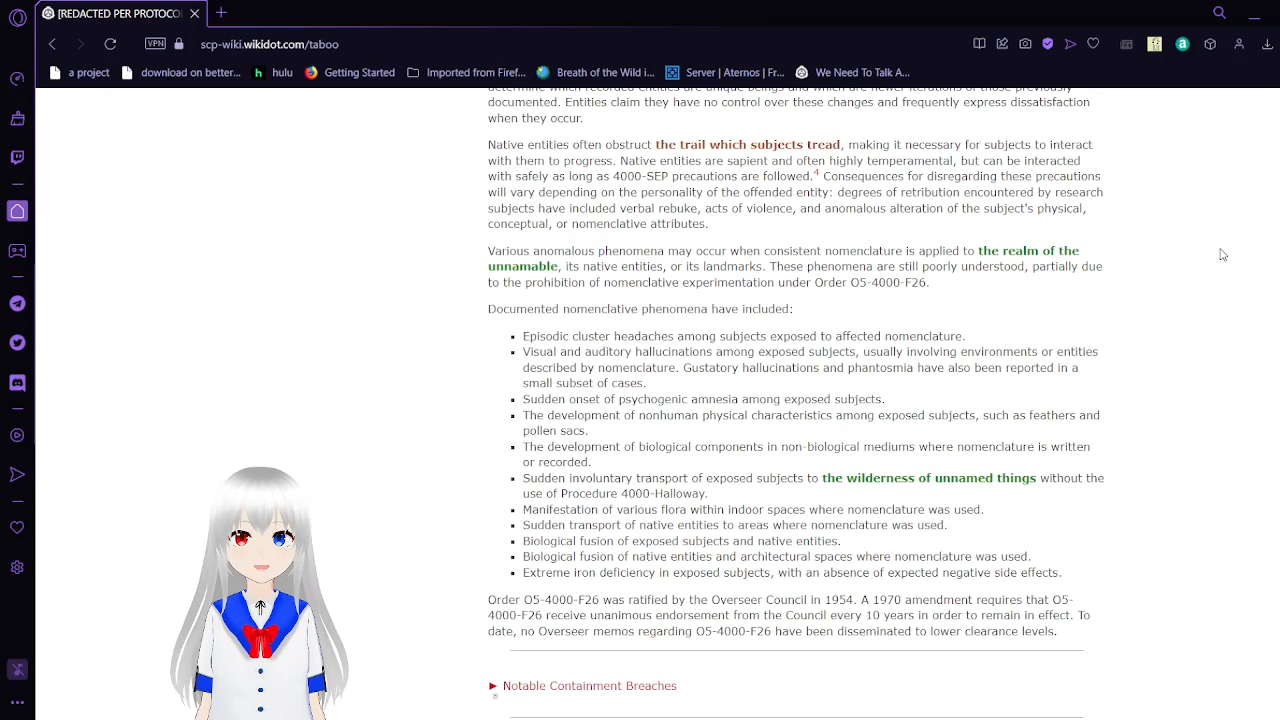 [REDACTED PER PROTOCO
VPN
scp-wiki.wikidot.com/taboo
a project
download on better...
hulu
Getting Started
Imported from Firef...
Breath of the Wild i...
Server | Aternos | Fr...
We Need To Talk A...
determine which recorded entities are unique beings and which are newer iterations of those previously
documented. Entities claim they have no control over these changes and frequently express dissatisfaction
when they occur.
Native entities often obstruct the trail which subjects tread, making it necessary for subjects to interact
with them to progress. Native entities are sapient and often highly temperamental, but can be interacted
with safely as long as 4000-SEP precautions are followed.4 Consequences for disregarding these precautions
will vary depending on the personality of the offended entity: degrees of retribution encountered by research
subjects have included verbal rebuke, acts of violence, and anomalous alteration of the subject's physical,
conceptual, or nomenclative attributes.
Various anomalous phenomena may occur when consistent nomenclature is applied to the realm of the
unnamable, its native entities, or its landmarks. These phenomena are still poorly understood, partially due
to the prohibition of nomenclative experimentation under Order O5-4000-F26.
Documented nomenclative phenomena have included:
Episodic cluster headaches among subjects exposed to affected nomenclature.
Visual and auditory hallucinations among exposed subjects, usually involving environments or entities
described by nomenclature. Gustatory hallucinations and phantosmia have also been reported in a
small subset of cases.
Sudden onset of psychogenic amnesia among exposed subjects.
The development of nonhuman physical characteristics among exposed subjects, such as feathers and
pollen sacs.
The development of biological components in non-biological mediums where nomenclature is written
or recorded.
Sudden involuntary transport of exposed subjects to the wilderness of unnamed things without the
use of Procedure 4000-Halloway.
Manifestation of various flora within indoor spaces where nomenclature was used.
Sudden transport of native entities to areas where nomenclature was used.
Biological fusion of exposed subjects and native entities.
Biological fusion of native entities and architectural spaces where nomenclature was used.
Extreme iron deficiency in exposed subjects, with an absence of expected negative side effects.
Order O5-4000-F26 was ratified by the Overseer Council in 1954. A 1970 amendment requires that O5-
4000-F26 receive unanimous endorsement from the Council every 10 years in order to remain in effect. To
date, no Overseer memos regarding O5-4000-F26 have been disseminated to lower clearance levels.
► Notable Containment Breaches